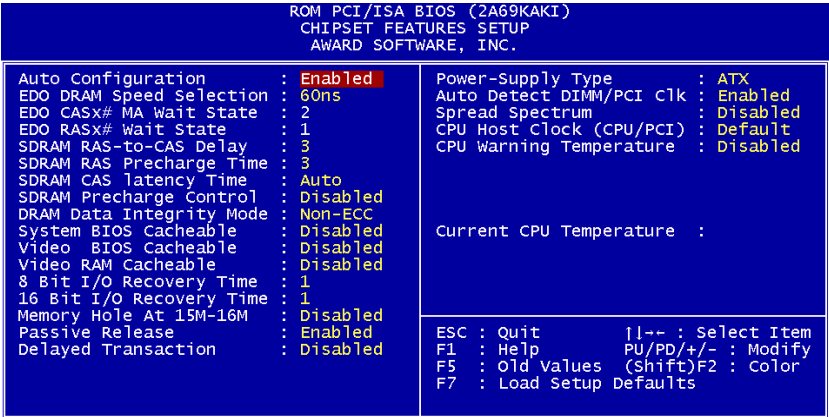 ROM PCI/ISA BIOS (2A69KAKI)
CHIPSET FEATURES SETUP
AWARD SOFTWARE, INC.
Auto Configuration : Enabled
EDO DRAM Speed Selection : 60ns
EDO CASx# MA Wait State : 2
EDO RASx# Wait State : 1
SDRAM RAS-to-CAS Delay : 3
SDRAM RAS Precharge Time : 3
SDRAM CAS latency Time : Auto
SDRAM Precharge Control : Disabled
DRAM Data Integrity Mode : Non-ECC
System BIOS Cacheable : Disabled
Video BIOS Cacheable : Disabled
Video RAM Cacheable : Disabled
8 Bit I/O Recovery Time : 1
16 Bit I/O Recovery Time : 1
Memory Hole At 15M-16M : Disabled
Passive Release : Enabled
Delayed Transaction : Disabled
Power-Supply Type : ATX
Auto Detect DIMM/PCI Clk : Enabled
Spread Spectrum : Disabled
CPU Host Clock (CPU/PCI) : Default
CPU Warning Temperature : Disabled
Current CPU Temperature :
ESC : Quit ↑↓→← : Select Item
F1 : Help PU/PD/+/- : Modify
F5 : Old Values (Shift)F2 : Color
F7 : Load Setup Defaults